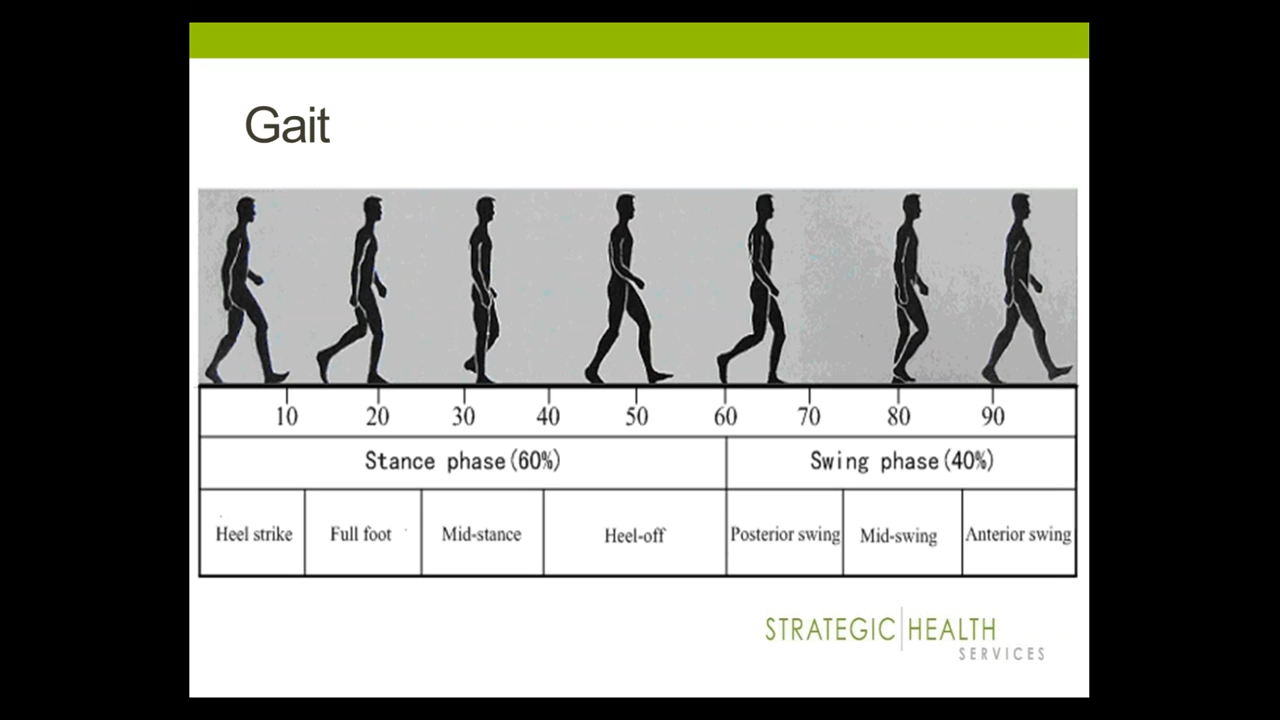 Gait
10 20 30 40 50 60 70 80 90
Stance phase(60%) Swing phase(40%)
Heel strike Full foot Mid-stance Heel-off Posterior swing Mid-swing Anterior swing
STRATEGIC HEALTH
SERVICES